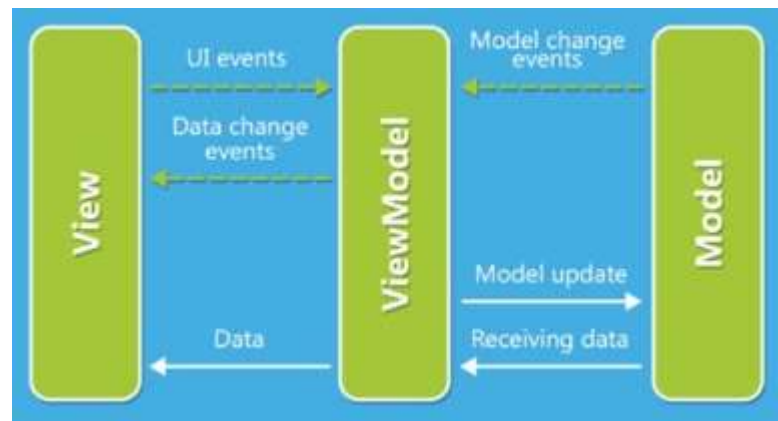 View
UI events
Data change
events
Data
ViewModel
Model change
events
Model update
Receiving data
Model